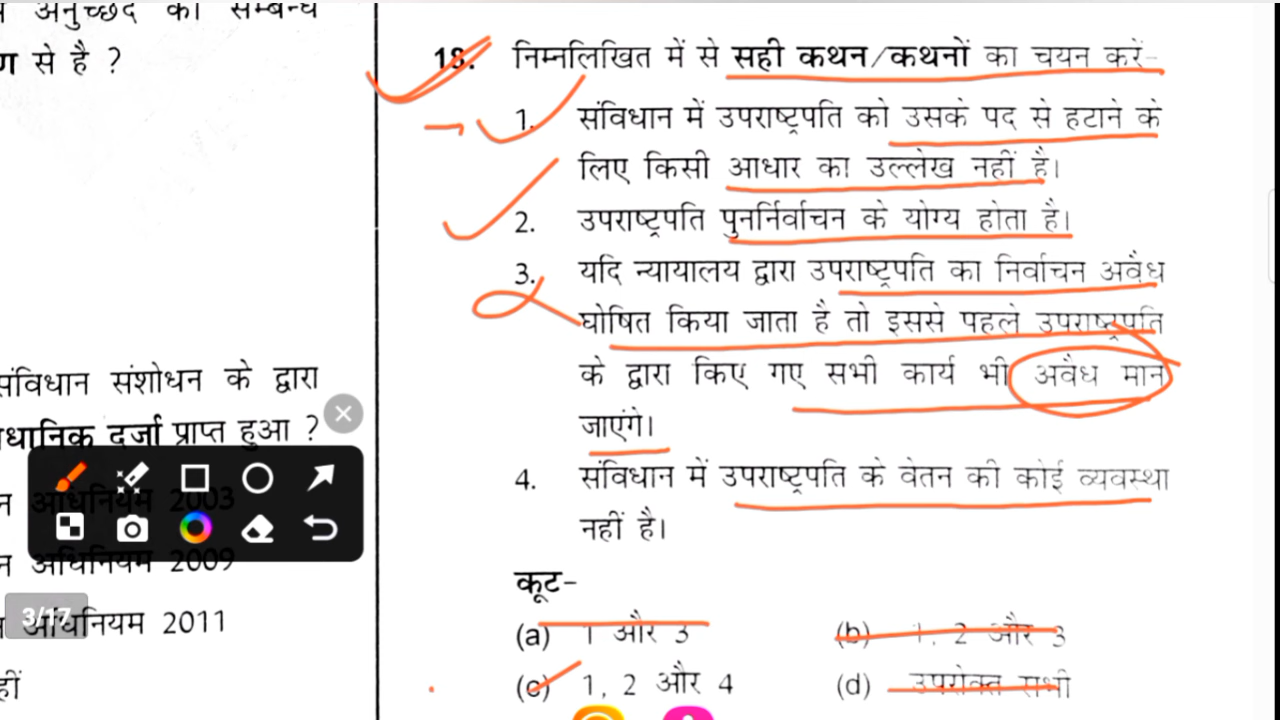 अनुच्छेद का सम्बन्ध
से है ?
संविधान संशोधन के द्वारा
दर्जा प्राप्त हुआ ?
अधिनियम 2003
अधिनियम 2009
अधिनियम 2011
3/17
18. निम्नलिखित में से सही कथन/कथनों का चयन करें-
1. संविधान में उपराष्ट्रपति को उसके पद से हटाने के
लिए किसी आधार का उल्लेख नहीं है।
2. उपराष्ट्रपति पुनर्निर्वाचन के योग्य होता है।
3. यदि न्यायालय द्वारा उपराष्ट्रपति का निर्वाचन अवैध
घोषित किया जाता है तो इससे पहले उपराष्ट्रपति
के द्वारा किए गए सभी कार्य भी अवैध मान
जाएंगे।
4. संविधान में उपराष्ट्रपति के वेतन की कोई व्यवस्था
नहीं है।
कूट-
(a) 1 और 3 (b) 1, 2 और 3
(c) 1, 2 और 4 (d) उपरोक्त सभी